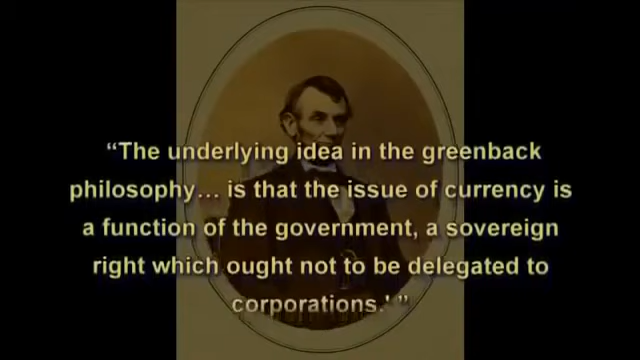 “The underlying idea in the greenback
philosophy... is that the issue of currency is
a function of the government, a sovereign
right which ought not to be delegated to
corporations.' ”